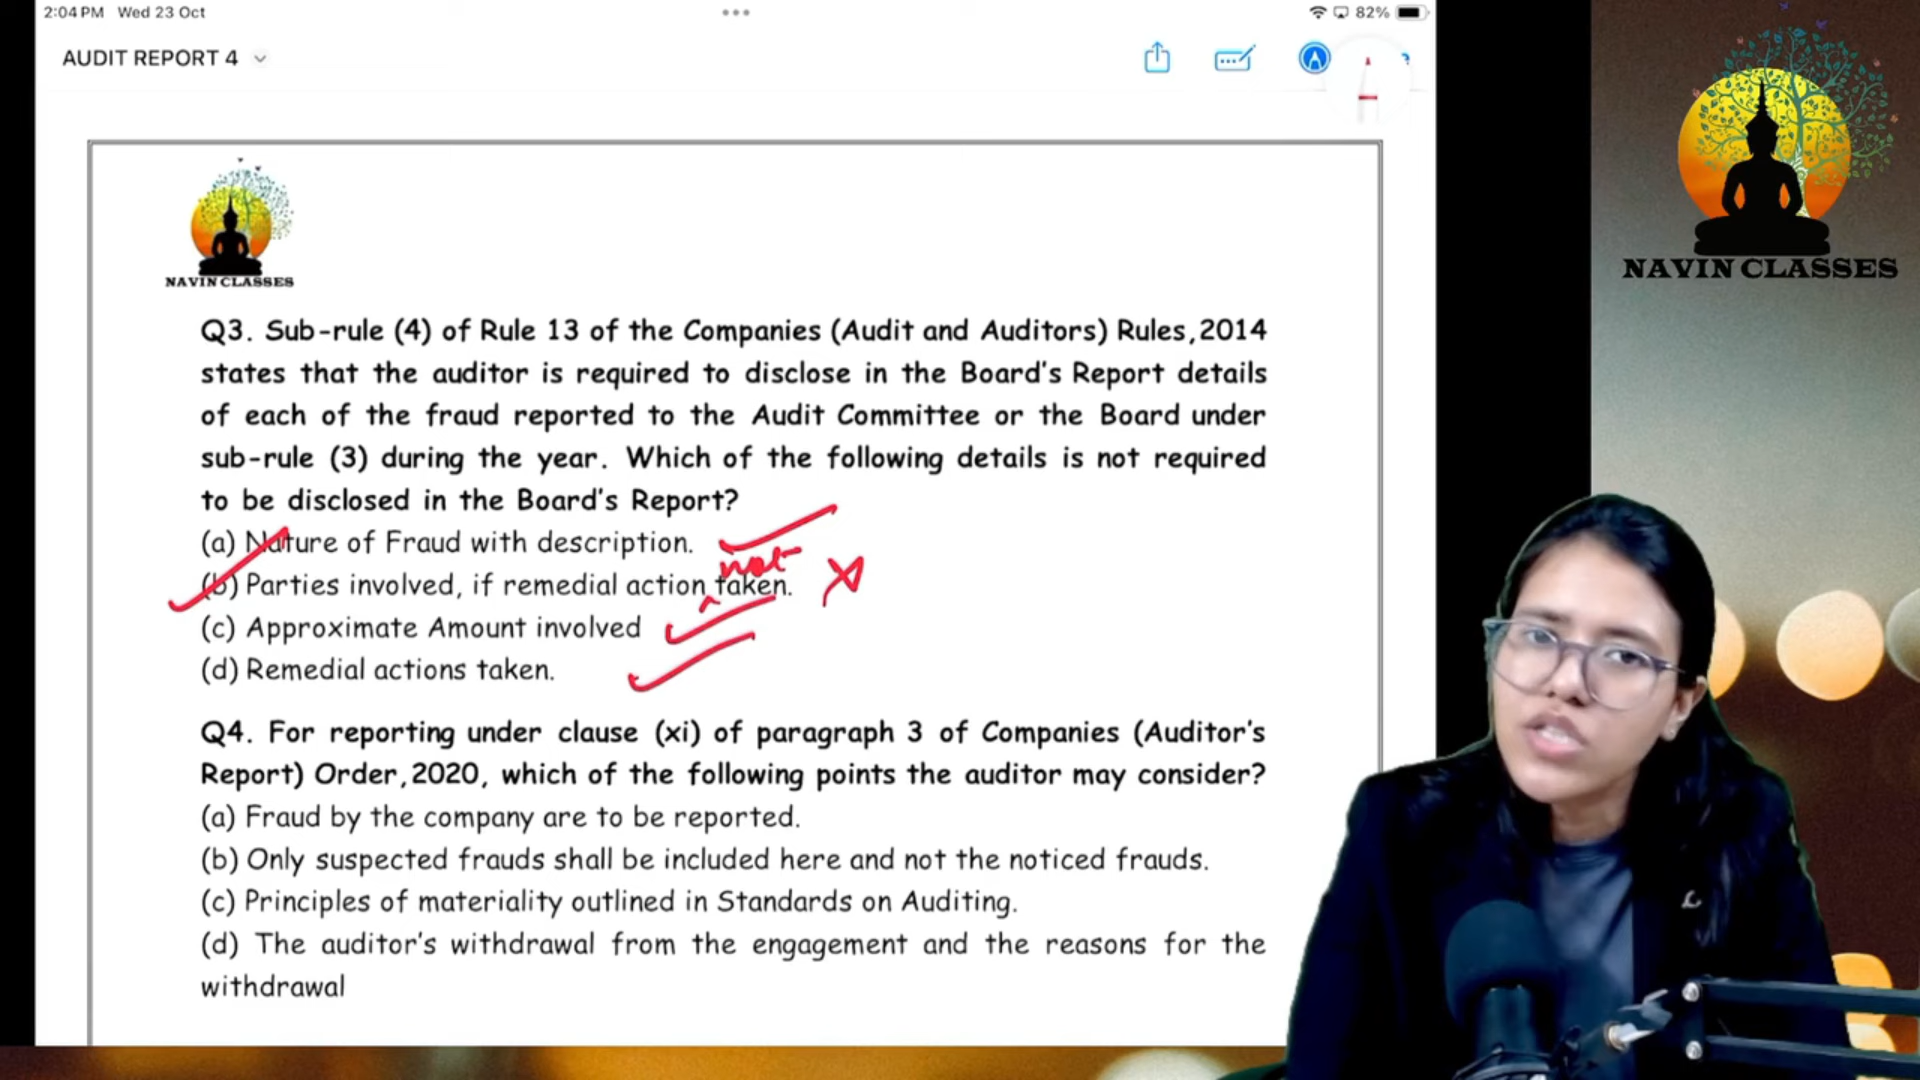 2:04 PM Wed 23 Oct
82%
AUDIT REPORT 4
NAVIN CLASSES
NAVIN CLASSES
Q3. Sub-rule (4) of Rule 13 of the Companies (Audit and Auditors) Rules,2014
states that the auditor is required to disclose in the Board's Report details
of each of the fraud reported to the Audit Committee or the Board under
sub-rule (3) during the year. Which of the following details is not required
to be disclosed in the Board's Report?
(a) Nature of Fraud with description.
not
(b) Parties involved, if remedial action taken.
(c) Approximate Amount involved
(d) Remedial actions taken.
Q4. For reporting under clause (xi) of paragraph 3 of Companies (Auditor's
Report) Order,2020, which of the following points the auditor may consider?
(a) Fraud by the company are to be reported.
(b) Only suspected frauds shall be included here and not the noticed frauds.
(c) Principles of materiality outlined in Standards on Auditing.
(d) The auditor's withdrawal from the engagement and the reasons for the
withdrawal